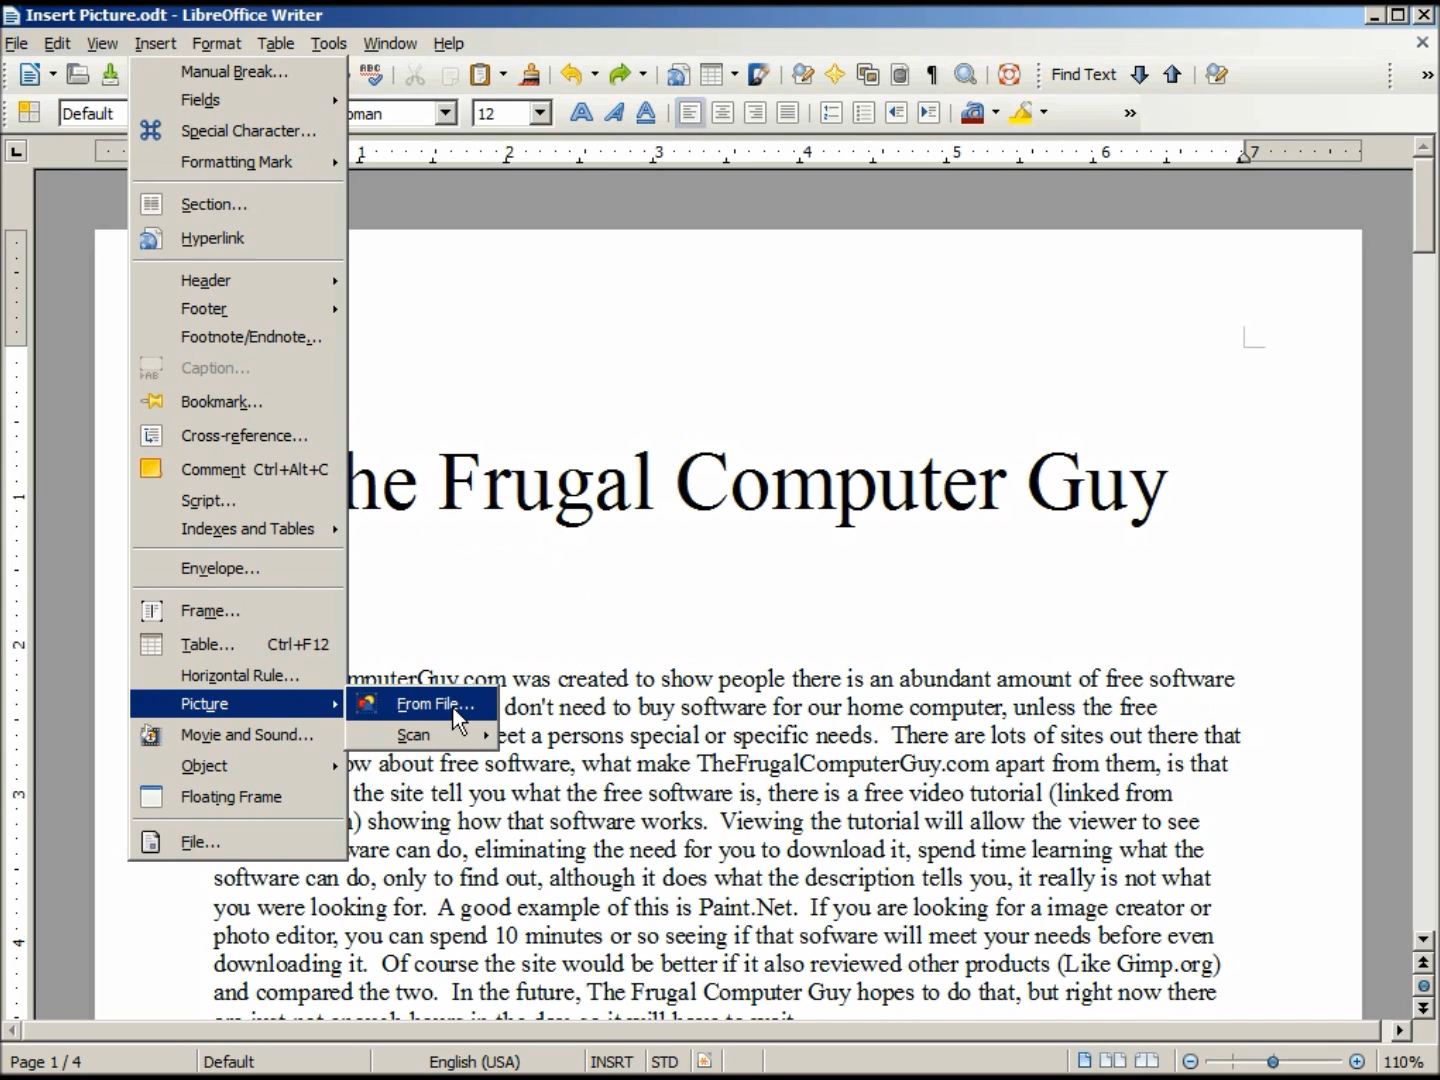 Insert Picture.odt - LibreOffice Writer
File Edit View Insert Format Table Tools Window Help
ABC Find Text
Default oman 12
1 2 3 4 5 6 7
Manual Break...
Fields
Special Character...
Formatting Mark
Section...
Hyperlink
Header
Footer
Footnote/Endnote...
Caption...
Bookmark...
Cross-reference...
Comment Ctrl+Alt+C
Script...
Indexes and Tables
Envelope...
Frame...
Table... Ctrl+F12
Horizontal Rule...
Picture
Movie and Sound...
Object
Floating Frame
File...
From File...
Scan
1
2
3
4
he Frugal Computer Guy
mputerGuy.com was created to show people there is an abundant amount of free software
don't need to buy software for our home computer, unless the free
eet a persons special or specific needs. There are lots of sites out there that
ow about free software, what make TheFrugalComputerGuy.com apart from them, is that
the site tell you what the free software is, there is a free video tutorial (linked from
) showing how that software works. Viewing the tutorial will allow the viewer to see
ware can do, eliminating the need for you to download it, spend time learning what the
software can do, only to find out, although it does what the description tells you, it really is not what
you were looking for. A good example of this is Paint.Net. If you are looking for a image creator or
photo editor, you can spend 10 minutes or so seeing if that sofware will meet your needs before even
downloading it. Of course the site would be better if it also reviewed other products (Like Gimp.org)
and compared the two. In the future, The Frugal Computer Guy hopes to do that, but right now there
Page 1 / 4 Default English (USA) INSRT STD 110%